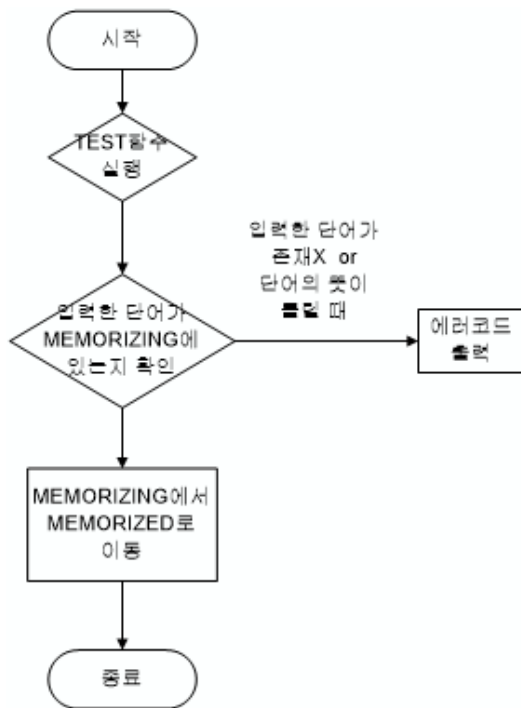 시작
TEST함수
실행
입력한 단어가
존재X or
단어의 뜻이
틀릴 때
입력한 단어가
MEMORIZING에
있는지 확인
에러코드
출력
MEMORIZING에서
MEMORIZED로
이동
종료